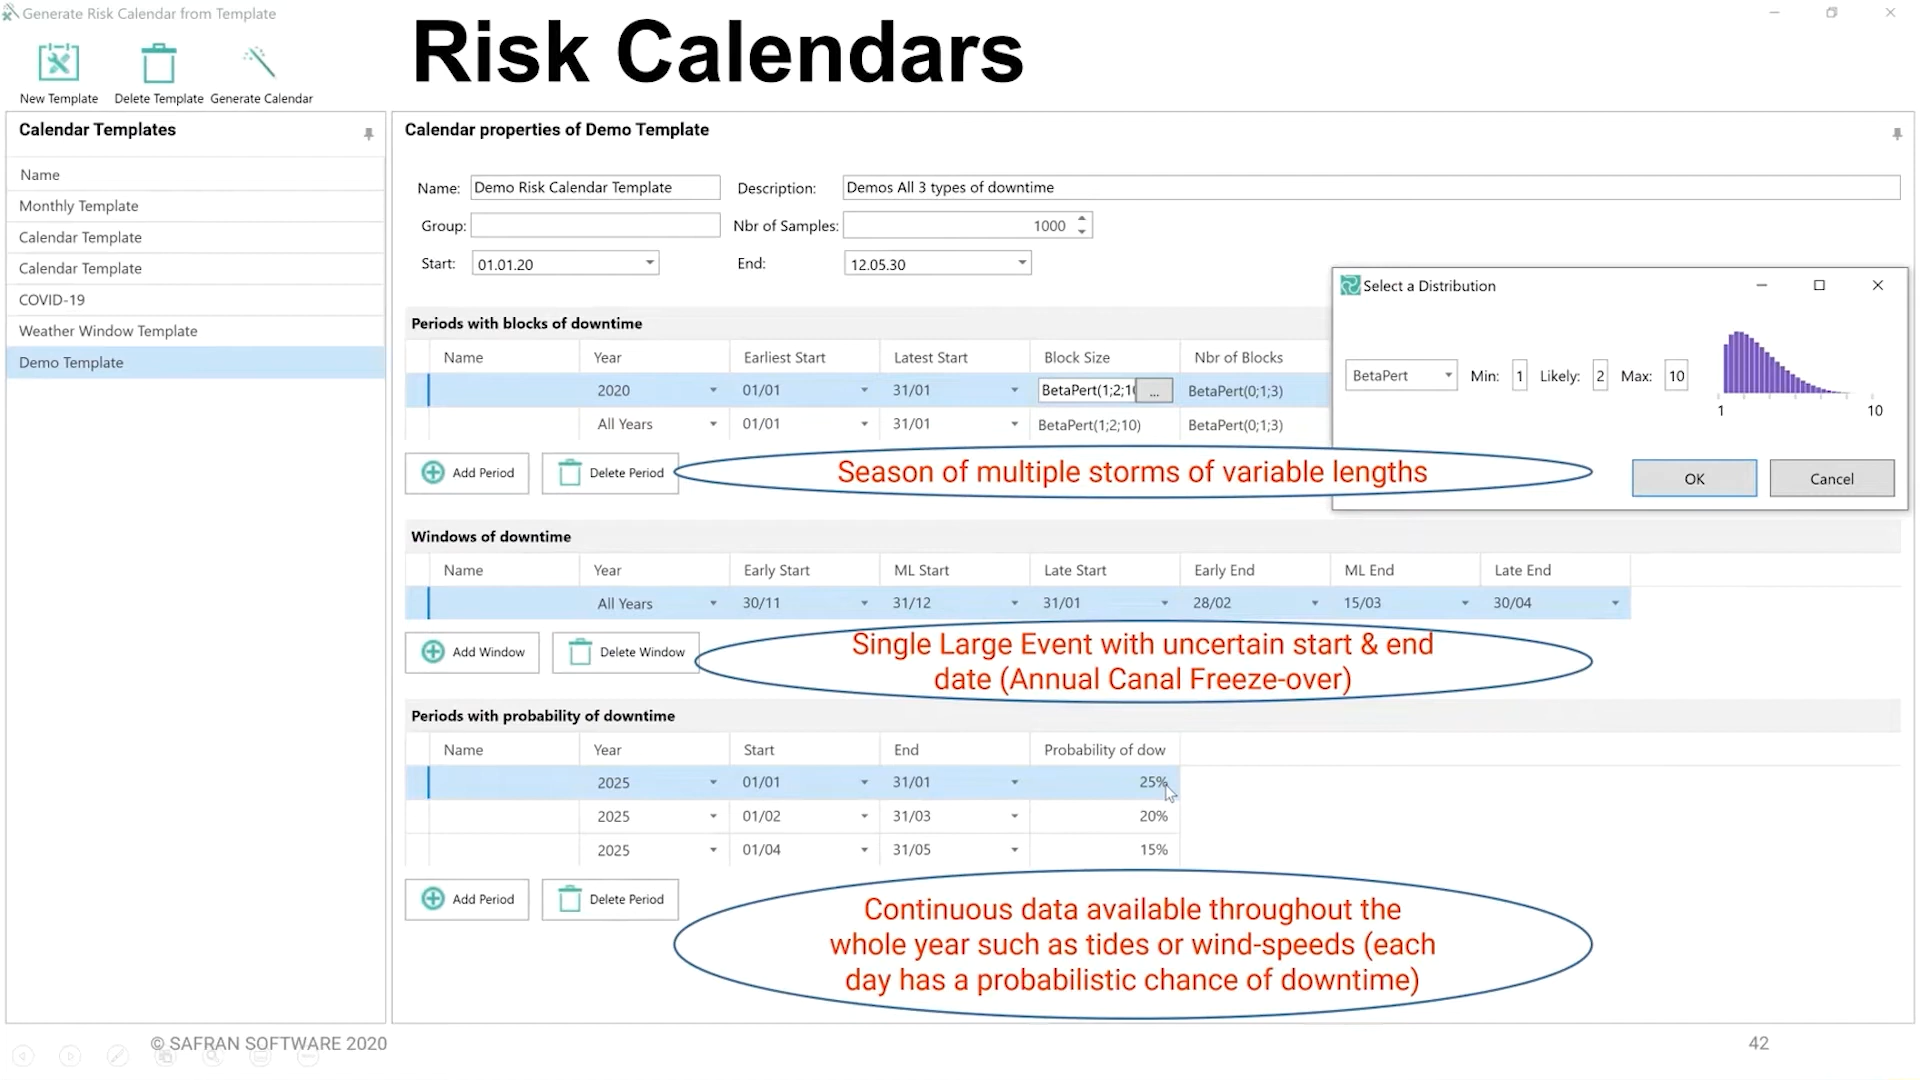 Generate Risk Calendar from Template
Risk Calendars
New Template
Delete Template
Generate Calendar
Calendar Templates
Name
Monthly Template
Calendar Template
Calendar Template
COVID-19
Weather Window Template
Demo Template
Calendar properties of Demo Template
Name: Demo Risk Calendar Template Description: Demos All 3 types of downtime
Group: Nbr of Samples: 1000
Start: 01.01.20 End: 12.05.30
Periods with blocks of downtime
Name Year Earliest Start Latest Start Block Size Nbr of Blocks
2020 01/01 31/01 BetaPert(1;2;10 ... BetaPert(0;1;3)
All Years 01/01 31/01 BetaPert(1;2;10) BetaPert(0;1;3)
Add Period Delete Period
Season of multiple storms of variable lengths
Select a Distribution
BetaPert Min: 1 Likely: 2 Max: 10
1 10
OK Cancel
Windows of downtime
Name Year Early Start ML Start Late Start Early End ML End Late End
All Years 30/11 31/12 31/01 28/02 15/03 30/04
Add Window Delete Window
Single Large Event with uncertain start & end
date (Annual Canal Freeze-over)
Periods with probability of downtime
Name Year Start End Probability of dow
2025 01/01 31/01 25%
2025 01/02 31/03 20%
2025 01/04 31/05 15%
Add Period Delete Period
Continuous data available throughout the
whole year such as tides or wind-speeds (each
day has a probabilistic chance of downtime)
© SAFRAN SOFTWARE 2020
42